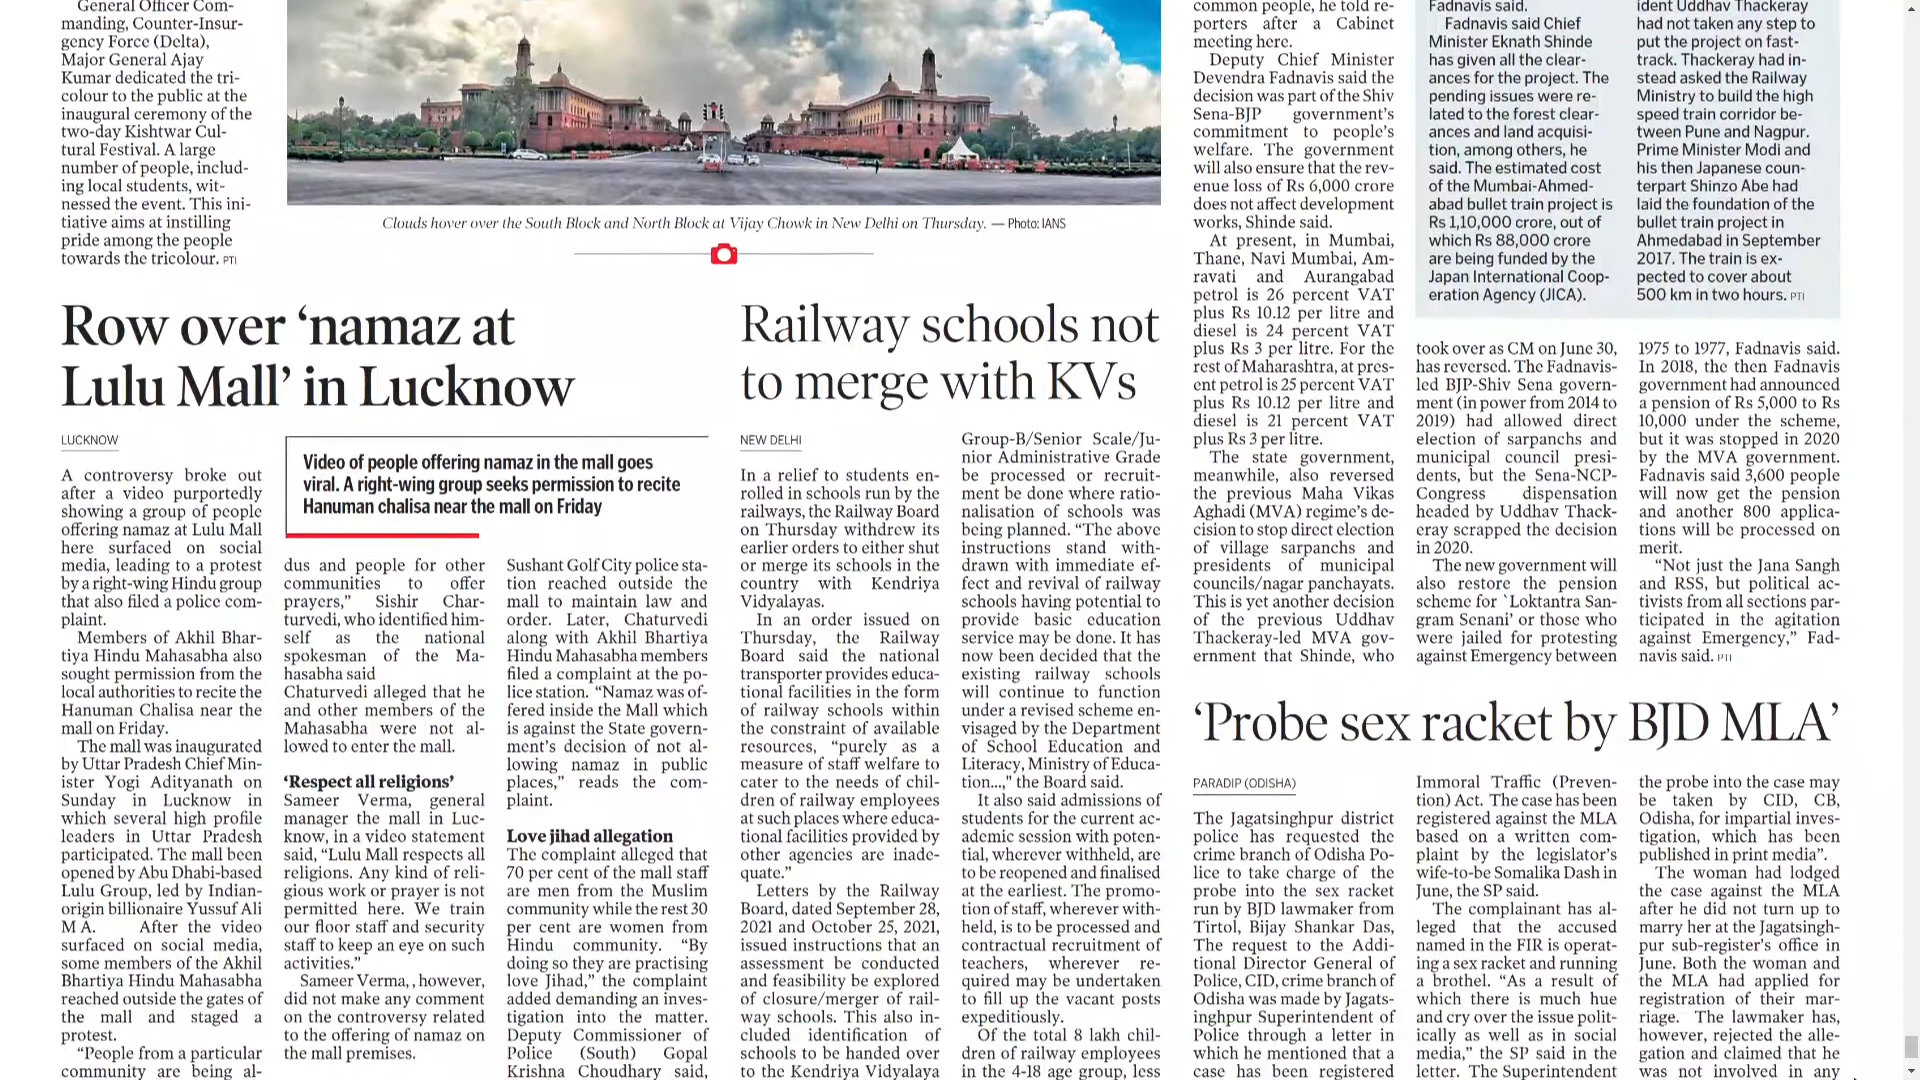 General Officer Com-
manding, Counter-Insur-
gency Force (Delta),
Major General Ajay
Kumar dedicated the tri-
colour to the public at the
inaugural ceremony of the
two-day Kishtwar Cul-
tural Festival. A large
number of people, includ-
ing local students, wit-
nessed the event. This ini-
tiative aims at instilling
pride among the people
towards the tricolour. PTI
Clouds hover over the South Block and North Block at Vijay Chowk in New Delhi on Thursday. — Photo: IANS
Row over ‘namaz at
Lulu Mall’ in Lucknow
LUCKNOW
A controversy broke out
after a video purportedly
showing a group of people
offering namaz at Lulu Mall
here surfaced on social
media, leading to a protest
by a right-wing Hindu group
that also filed a police com-
plaint.
Members of Akhil Bhar-
tiya Hindu Mahasabha also
sought permission from the
local authorities to recite the
Hanuman Chalisa near the
mall on Friday.
The mall was inaugurated
by Uttar Pradesh Chief Min-
ister Yogi Adityanath on
Sunday in Lucknow in
which several high profile
leaders in Uttar Pradesh
participated. The mall been
opened by Abu Dhabi-based
Lulu Group, led by Indian-
origin billionaire Yussuf Ali
M A. After the video
surfaced on social media,
some members of the Akhil
Bhartiya Hindu Mahasabha
reached outside the gates of
the mall and staged a
protest.
“People from a particular
community are being al-
Video of people offering namaz in the mall goes
viral. A right-wing group seeks permission to recite
Hanuman chalisa near the mall on Friday
dus and people for other
communities to offer
prayers,” Sishir Char-
turvedi, who identified him-
self as the national
spokesman of the Ma-
hasabha said
Chaturvedi alleged that he
and other members of the
Mahasabha were not al-
lowed to enter the mall.
‘Respect all religions’
Sameer Verma, general
manager the mall in Luc-
know, in a video statement
said, “Lulu Mall respects all
religions. Any kind of reli-
gious work or prayer is not
permitted here. We train
our floor staff and security
staff to keep an eye on such
activities.”
Sameer Verma, , however,
did not make any comment
on the controversy related
to the offering of namaz on
the mall premises.
Sushant Golf City police sta-
tion reached outside the
mall to maintain law and
order. Later, Chaturvedi
along with Akhil Bhartiya
Hindu Mahasabha members
filed a complaint at the po-
lice station. “Namaz was of-
fered inside the Mall which
is against the State govern-
ment’s decision of not al-
lowing namaz in public
places,” reads the com-
plaint.
Love jihad allegation
The complaint alleged that
70 per cent of the mall staff
are men from the Muslim
community while the rest 30
per cent are women from
Hindu community. “By
doing so they are practising
love Jihad,” the complaint
added demanding an inves-
tigation into the matter.
Deputy Commissioner of
Police (South) Gopal
Krishna Choudhary said,
Railway schools not
to merge with KVs
NEW DELHI
In a relief to students en-
rolled in schools run by the
railways, the Railway Board
on Thursday withdrew its
earlier orders to either shut
or merge its schools in the
country with Kendriya
Vidyalayas.
In an order issued on
Thursday, the Railway
Board said the national
transporter provides educa-
tional facilities in the form
of railway schools within
the constraint of available
resources, “purely as a
measure of staff welfare to
cater to the needs of chil-
dren of railway employees
at such places where educa-
tional facilities provided by
other agencies are inade-
quate.”
Letters by the Railway
Board, dated September 28,
2021 and October 25, 2021,
issued instructions that an
assessment be conducted
and feasibility be explored
of closure/merger of rail-
way schools. This also in-
cluded identification of
schools to be handed over
to the Kendriya Vidyalaya
Group-B/Senior Scale/Ju-
nior Administrative Grade
be processed or recruit-
ment be done where ratio-
nalisation of schools was
being planned. “The above
instructions stand with-
drawn with immediate ef-
fect and revival of railway
schools having potential to
provide basic education
service may be done. It has
now been decided that the
existing railway schools
will continue to function
under a revised scheme en-
visaged by the Department
of School Education and
Literacy, Ministry of Educa-
tion...," the Board said.
It also said admissions of
students for the current ac-
ademic session with poten-
tial, wherever withheld, are
to be reopened and finalised
at the earliest. The promo-
tion of staff, wherever with-
held, is to be processed and
contractual recruitment of
teachers, wherever re-
quired may be undertaken
to fill up the vacant posts
expeditiously.
Of the total 8 lakh chil-
dren of railway employees
in the 4-18 age group, less
common people, he told re-
porters after a Cabinet
meeting here.
Deputy Chief Minister
Devendra Fadnavis said the
decision was part of the Shiv
Sena-BJP government’s
commitment to people’s
welfare. The government
will also ensure that the rev-
enue loss of Rs 6,000 crore
does not affect development
works, Shinde said.
At present, in Mumbai,
Thane, Navi Mumbai, Am-
ravati and Aurangabad
petrol is 26 percent VAT
plus Rs 10.12 per litre and
diesel is 24 percent VAT
plus Rs 3 per litre. For the
rest of Maharashtra, at pres-
ent petrol is 25 percent VAT
plus Rs 10.12 per litre and
diesel is 21 percent VAT
plus Rs 3 per litre.
The state government,
meanwhile, also reversed
the previous Maha Vikas
Aghadi (MVA) regime’s de-
cision to stop direct election
of village sarpanchs and
presidents of municipal
councils/nagar panchayats.
This is yet another decision
of the previous Uddhav
Thackeray-led MVA gov-
ernment that Shinde, who
Fadnavis said.
Fadnavis said Chief
Minister Eknath Shinde
has given all the clear-
ances for the project. The
pending issues were re-
lated to the forest clear-
ances and land acquisi-
tion, among others, he
said. The estimated cost
of the Mumbai-Ahmed-
abad bullet train project is
Rs 1,10,000 crore, out of
which Rs 88,000 crore
are being funded by the
Japan International Coop-
eration Agency (JICA).
ident Uddhav Thackeray
had not taken any step to
put the project on fast-
track. Thackeray had in-
stead asked the Railway
Ministry to build the high
speed train corridor be-
tween Pune and Nagpur.
Prime Minister Modi and
his then Japanese coun-
terpart Shinzo Abe had
laid the foundation of the
bullet train project in
Ahmedabad in September
2017. The train is ex-
pected to cover about
500 km in two hours. PTI
took over as CM on June 30,
has reversed. The Fadnavis-
led BJP-Shiv Sena govern-
ment (in power from 2014 to
2019) had allowed direct
election of sarpanchs and
municipal council presi-
dents, but the Sena-NCP-
Congress dispensation
headed by Uddhav Thack-
eray scrapped the decision
in 2020.
The new government will
also restore the pension
scheme for `Loktantra San-
gram Senani’ or those who
were jailed for protesting
against Emergency between
1975 to 1977, Fadnavis said.
In 2018, the then Fadnavis
government had announced
a pension of Rs 5,000 to Rs
10,000 under the scheme,
but it was stopped in 2020
by the MVA government.
Fadnavis said 3,600 people
will now get the pension
and another 800 applica-
tions will be processed on
merit.
“Not just the Jana Sangh
and RSS, but political ac-
tivists from all sections par-
ticipated in the agitation
against Emergency,” Fad-
navis said. PTI
‘Probe sex racket by BJD MLA’
PARADIP (ODISHA)
The Jagatsinghpur district
police has requested the
crime branch of Odisha Po-
lice to take charge of the
probe into the sex racket
run by BJD lawmaker from
Tirtol, Bijay Shankar Das,
The request to the Addi-
tional Director General of
Police, CID, crime branch of
Odisha was made by Jagats-
inghpur Superintendent of
Police through a letter in
which he mentioned that a
case has been registered
Immoral Traffic (Preven-
tion) Act. The case has been
registered against the MLA
based on a written com-
plaint by the legislator’s
wife-to-be Somalika Dash in
June, the SP said.
The complainant has al-
leged that the accused
named in the FIR is operat-
ing a sex racket and running
a brothel. “As a result of
which there is much hue
and cry over the issue polit-
ically as well as in social
media,” the SP said in the
letter. The Superintendent
the probe into the case may
be taken by CID, CB,
Odisha, for impartial inves-
tigation, which has been
published in print media”.
The woman had lodged
the case against the MLA
after he did not turn up to
marry her at the Jagatsingh-
pur sub-register’s office in
June. Both the woman and
the MLA had applied for
registration of their mar-
riage. The lawmaker has,
however, rejected the alle-
gation and claimed that he
was not involved in any